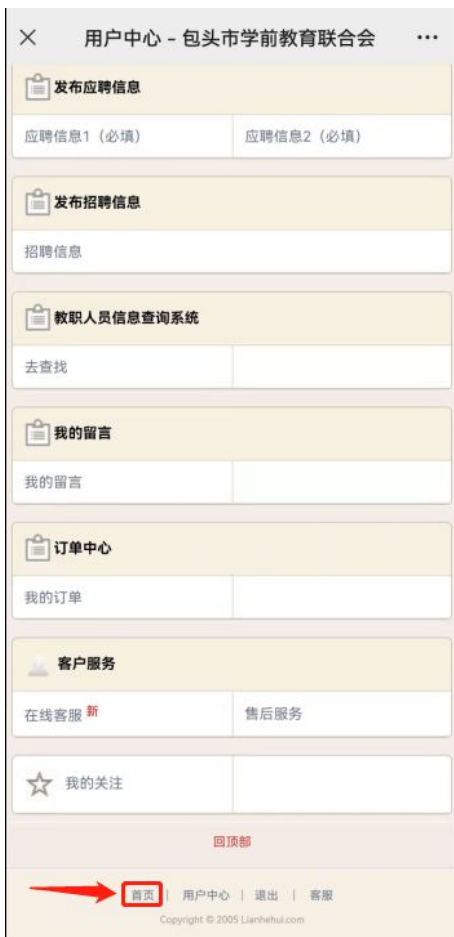 用户中心 - 包头市学前教育联合会
发布应聘信息
应聘信息1（必填） 应聘信息2（必填）
发布招聘信息
招聘信息
教职人员信息查询系统
去查找
我的留言
我的留言
订单中心
我的订单
客户服务
在线客服 新 售后服务
我的关注
回顶部
首页 | 用户中心 | 退出 | 客服
Copyright © 2005 Lianhehui.com